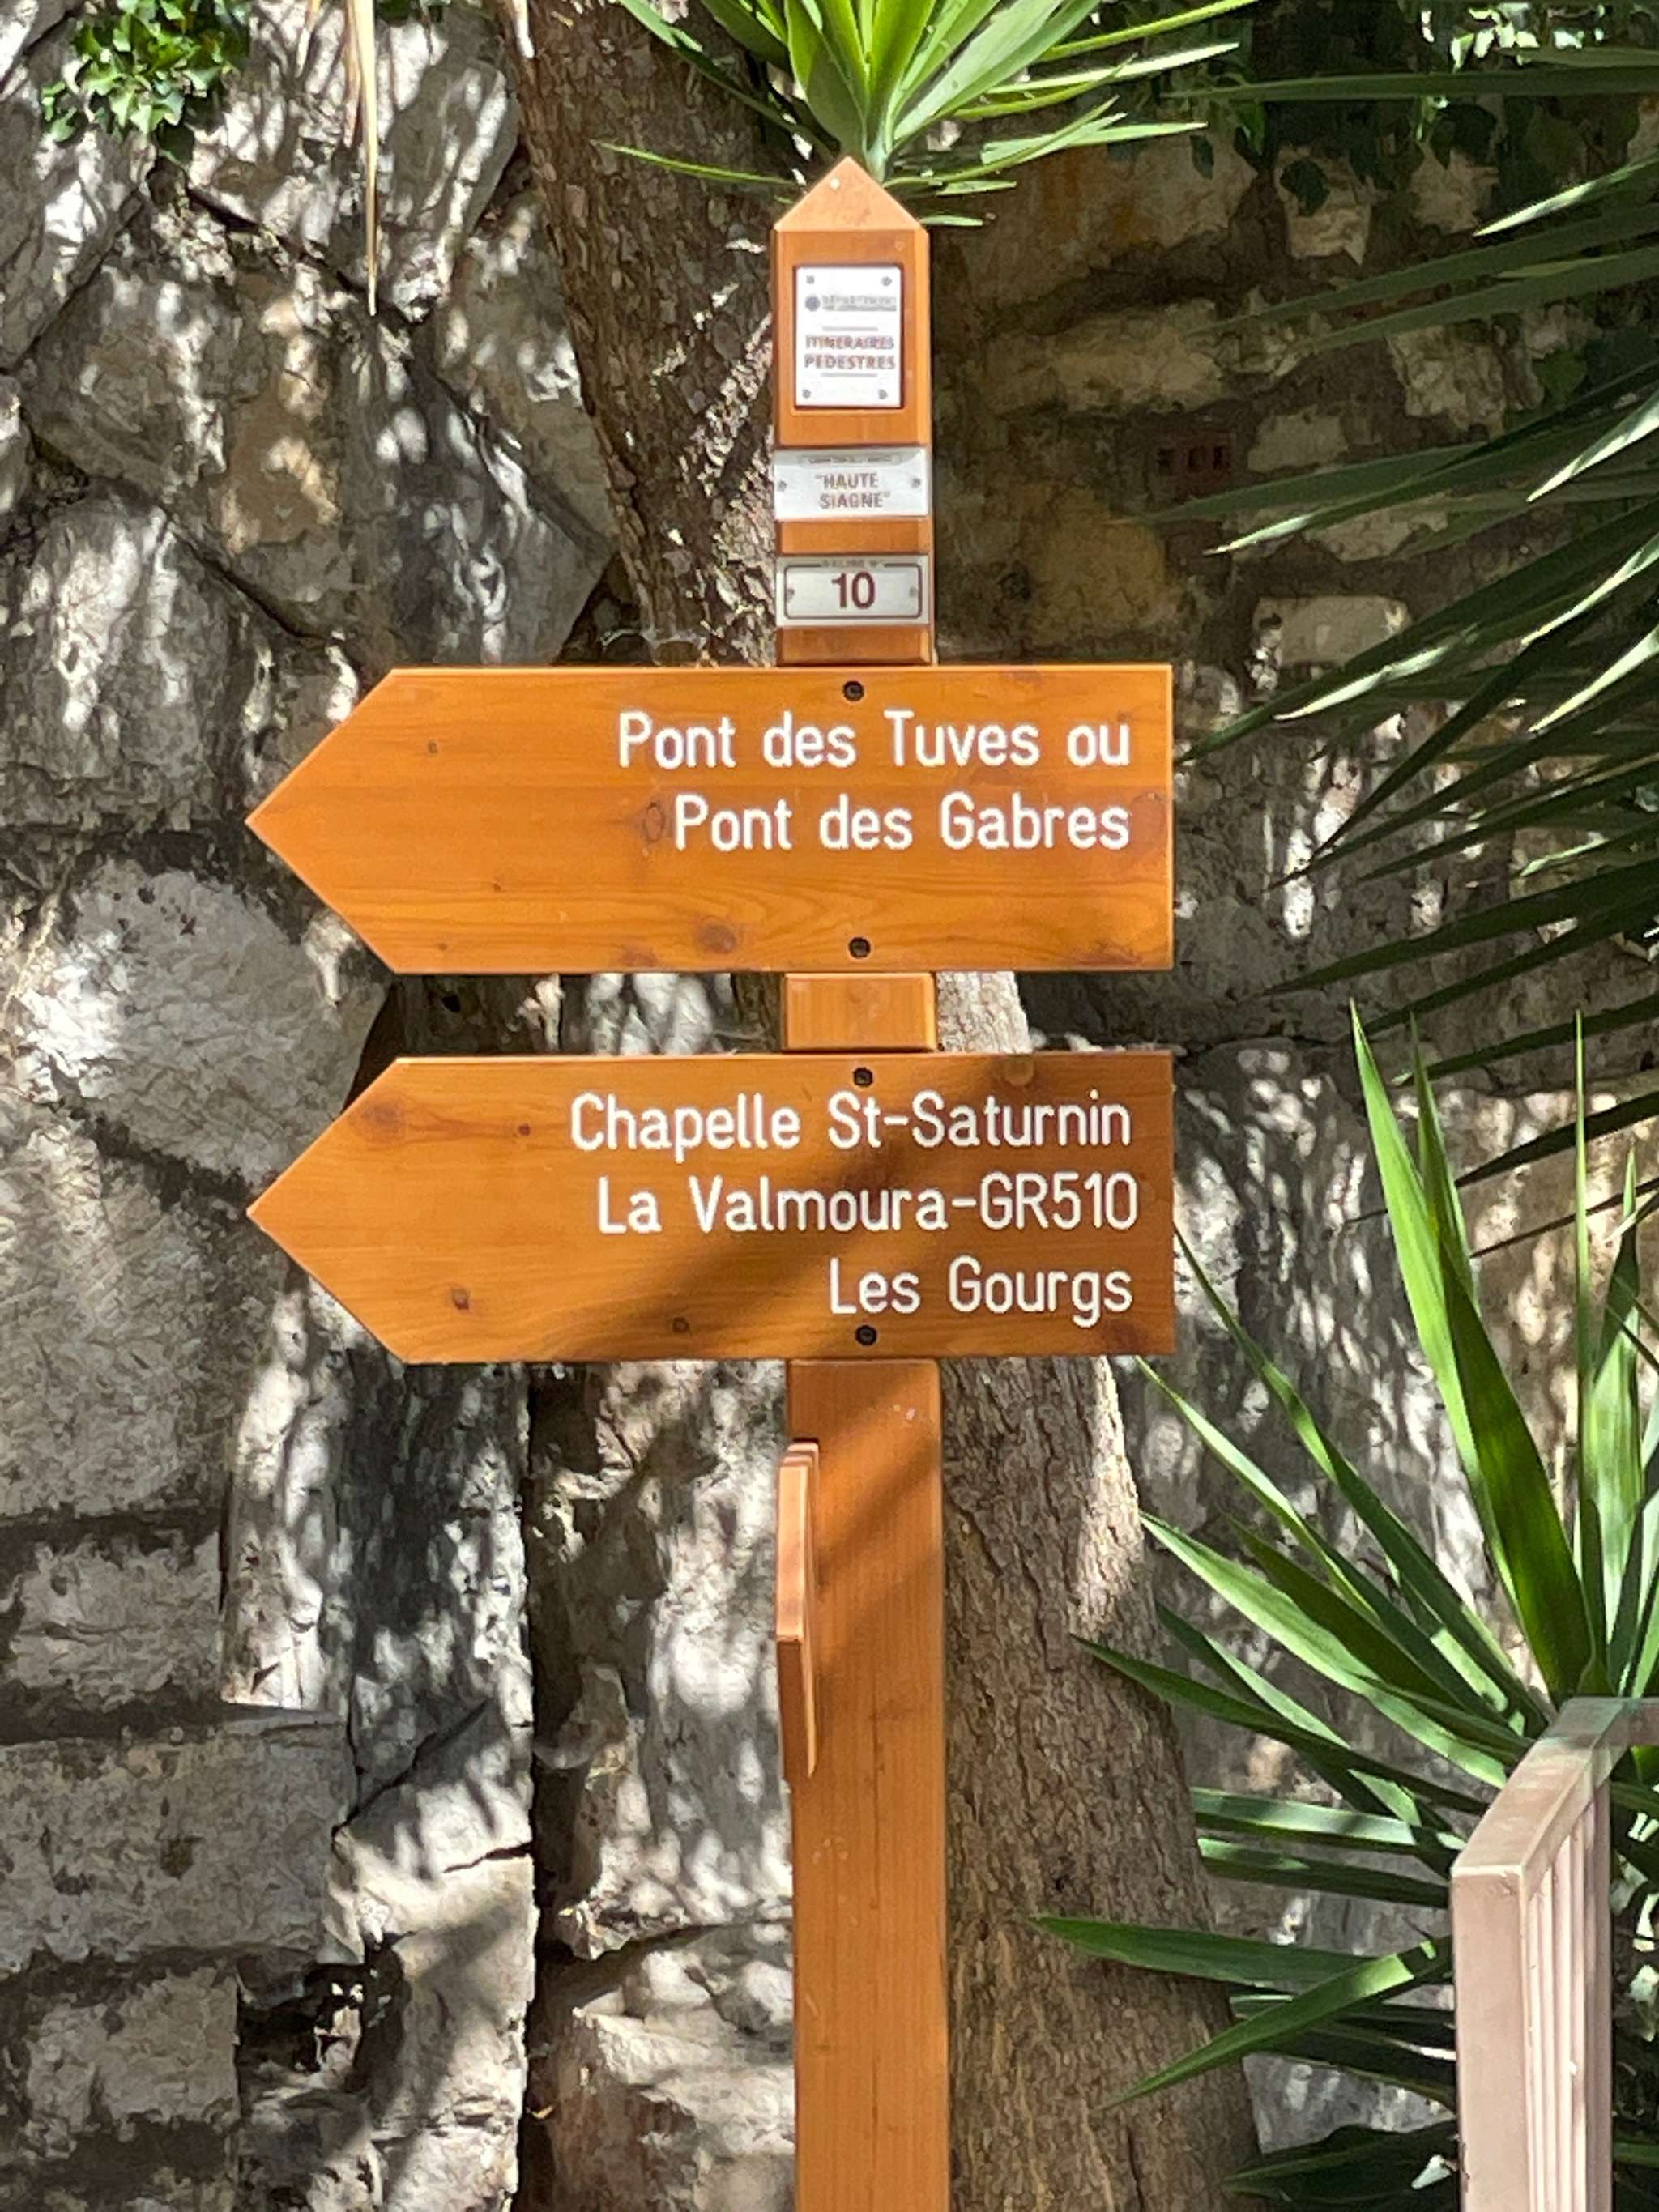 ITINERAIRES
PEDESTRES
"HAUTE
SIAGNE"
10
Pont des Tuves ou
Pont des Gabres
Chapelle St-Saturnin
La Valmoura-GR510
Les Gourgs